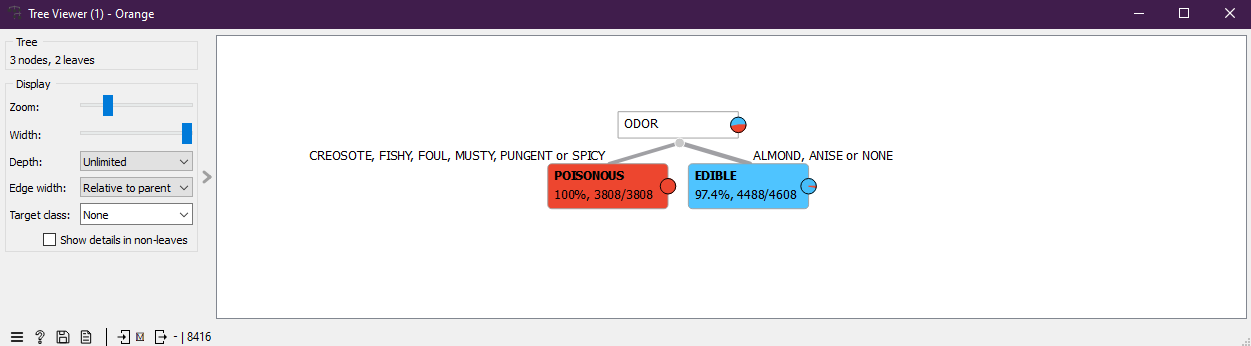 Tree Viewer (1) - Orange
Tree
3 nodes, 2 leaves
Display
Zoom:
Width:
Depth: Unlimited
Edge width: Relative to parent
Target class: None
Show details in non-leaves
ODOR
CREOSOTE, FISHY, FOUL, MUSTY, PUNGENT or SPICY
ALMOND, ANISE or NONE
POISONOUS
100%, 3808/3808
EDIBLE
97.4%, 4488/4608
- | 8416